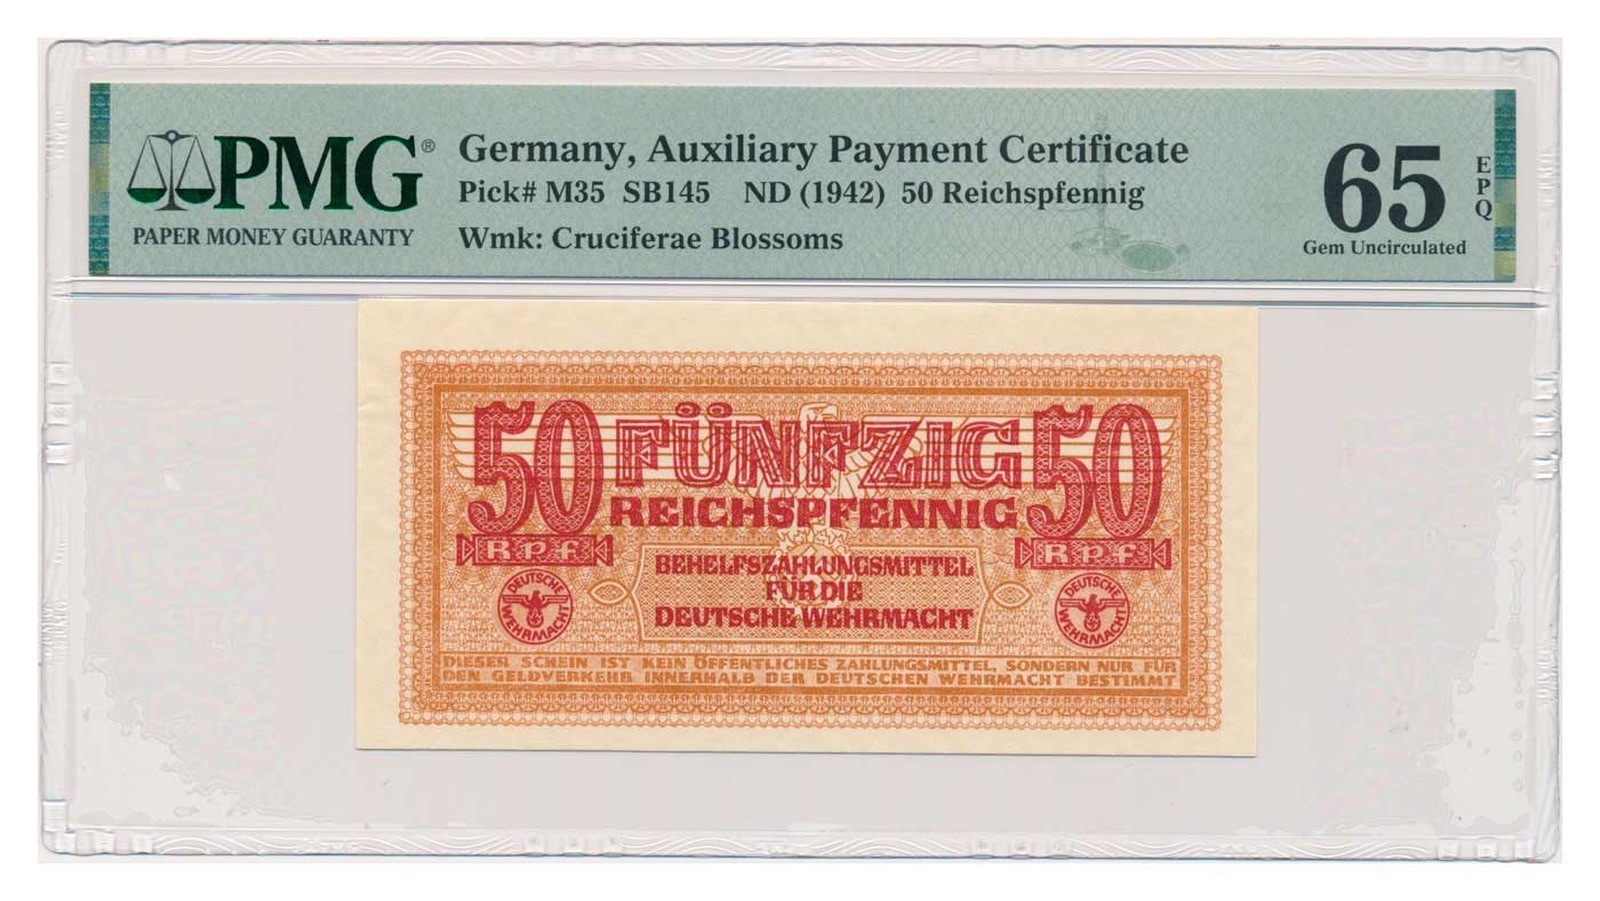 PMG®
PAPER MONEY GUARANTY
Germany, Auxiliary Payment Certificate
Pick# M35 SB145 ND (1942) 50 Reichspfennig
Wmk: Cruciferae Blossoms
65
EPQ
Gem Uncirculated
50 FÜNFZIG 50
REICHSPFENNIG
R.P.F. R.P.F.
BEHELFSZAHLUNGSMITTEL
FÜR DIE
DEUTSCHE WEHRMACHT
DEUTSCHE WEHRMACHT
DEUTSCHE WEHRMACHT
DIESER SCHEIN IST KEIN ÖFFENTLICHES ZAHLUNGSMITTEL, SONDERN NUR FÜR
DEN GELDVERKEHR INNERHALB DER DEUTSCHEN WEHRMACHT BESTIMMT